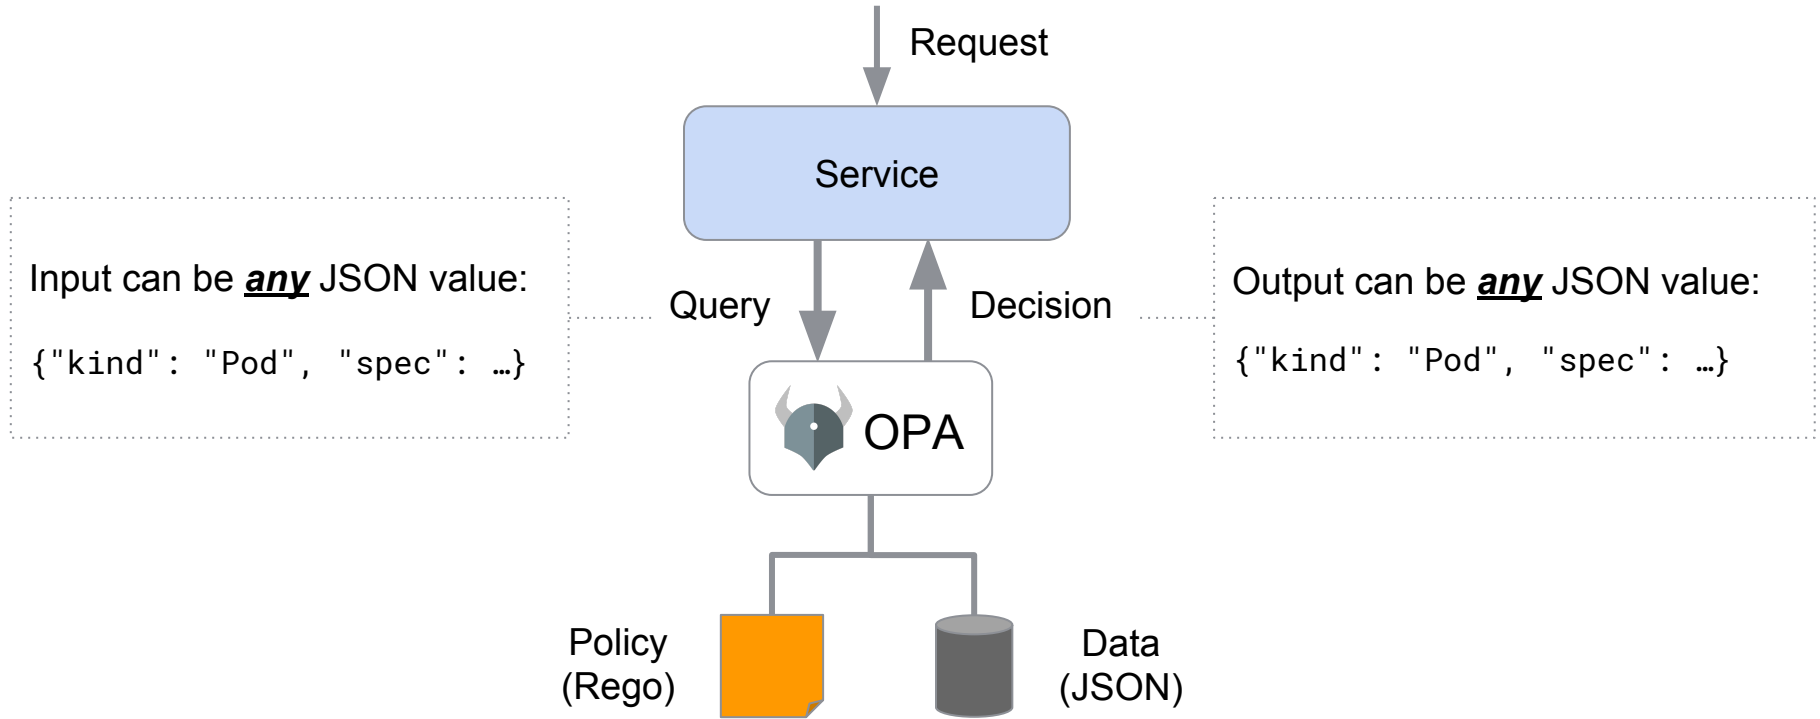 Request
Service
Input can be any JSON value:
{"kind": "Pod", "spec": …}
Query
Decision
Output can be any JSON value:
{"kind": "Pod", "spec": …}
OPA
Policy
(Rego)
Data
(JSON)